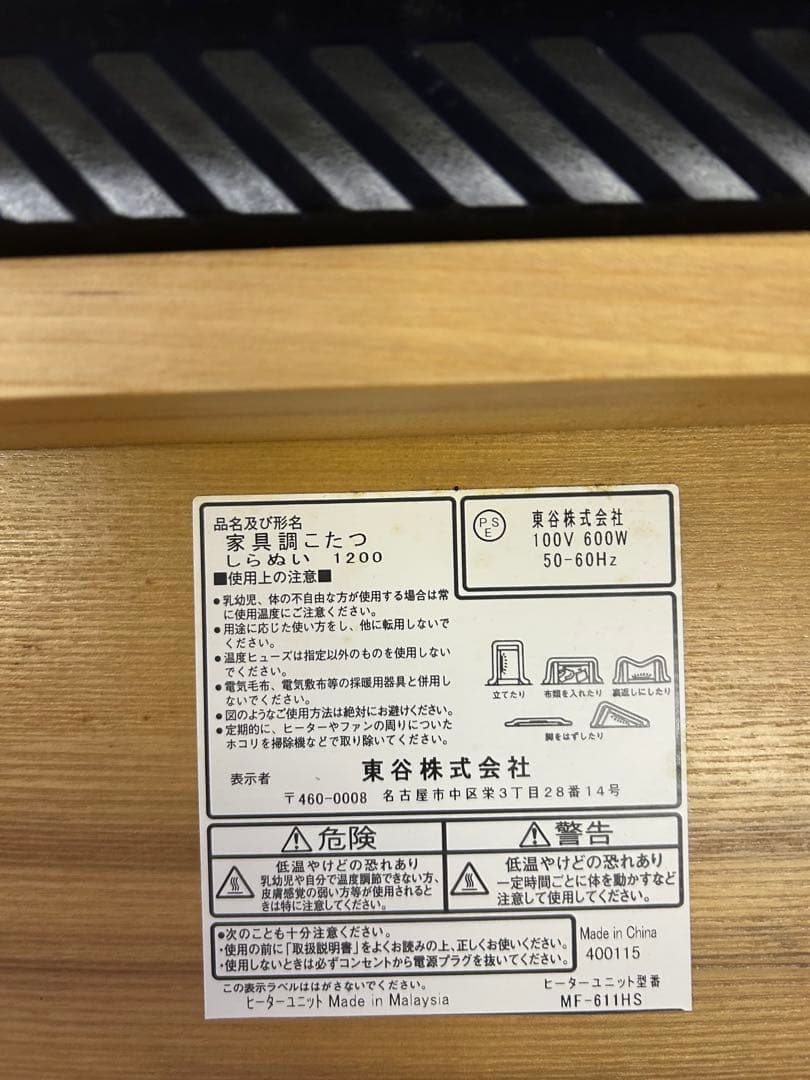 品名及び形名
家具調こたつ
しらぬい 1200
■使用上の注意■
●乳幼児、体の不自由な方が使用する場合は常
に使用温度にご注意ください。
●用途に応じた使い方をし、他に転用しないで
ください。
●温度ヒューズは指定以外のものを使用しない
でください。
●電気毛布、電気敷布等の採暖用器具と併用し
ないでください。
●図のようなご使用方法は絶対にお避けください。
●定期的に、ヒーターやファンの周りについた
ホコリを掃除機などで取り除いてください。
PSE
東谷株式会社
100V 600W
50-60Hz
立てたり
布類を入れたり
裏返しにしたり
脚をはずしたり
表示者
東谷株式会社
〒460-0008 名古屋市中区栄3丁目28番14号
危険
低温やけどの恐れあり
乳幼児や自分で温度調節できない方、
皮膚感覚の弱い方等が使用されると
きは特に注意してください。
警告
低温やけどの恐れあり
一定時間ごとに体を動かすなど
注意して使用してください。
●次のことも十分注意ください。
・使用の前に「取扱説明書」をよくお読みの上、正しくお使いください。
・使用しないときは必ずコンセントから電源プラグを抜いてください。
Made in China
400115
この表示ラベルははがさないでください。
ヒーターユニット Made in Malaysia
ヒーターユニット型番
MF-611HS